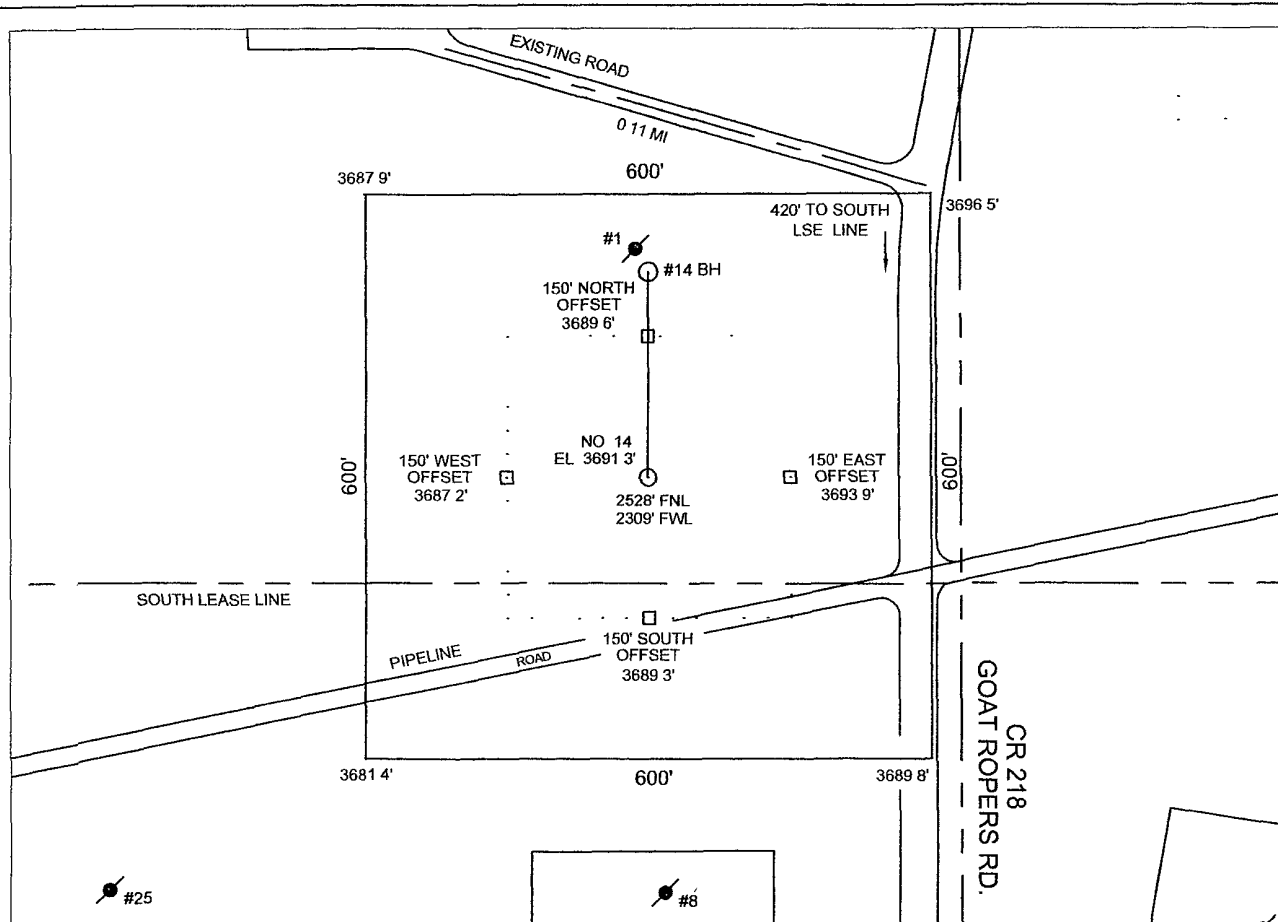 EXISTING ROAD
0 11 MI
600'
3687 9'
3696 5'
420' TO SOUTH
LSE LINE
#1
#14 BH
150' NORTH
OFFSET
3689 6'
NO 14
EL 3691 3'
150' WEST
OFFSET
3687 2'
150' EAST
OFFSET
3693 9'
600'
600'
2528' FNL
2309' FWL
SOUTH LEASE LINE
150' SOUTH
OFFSET
3689 3'
PIPELINE
ROAD
CR 218
GOAT ROPERS RD.
3681 4'
600'
3689 8'
#25
#8